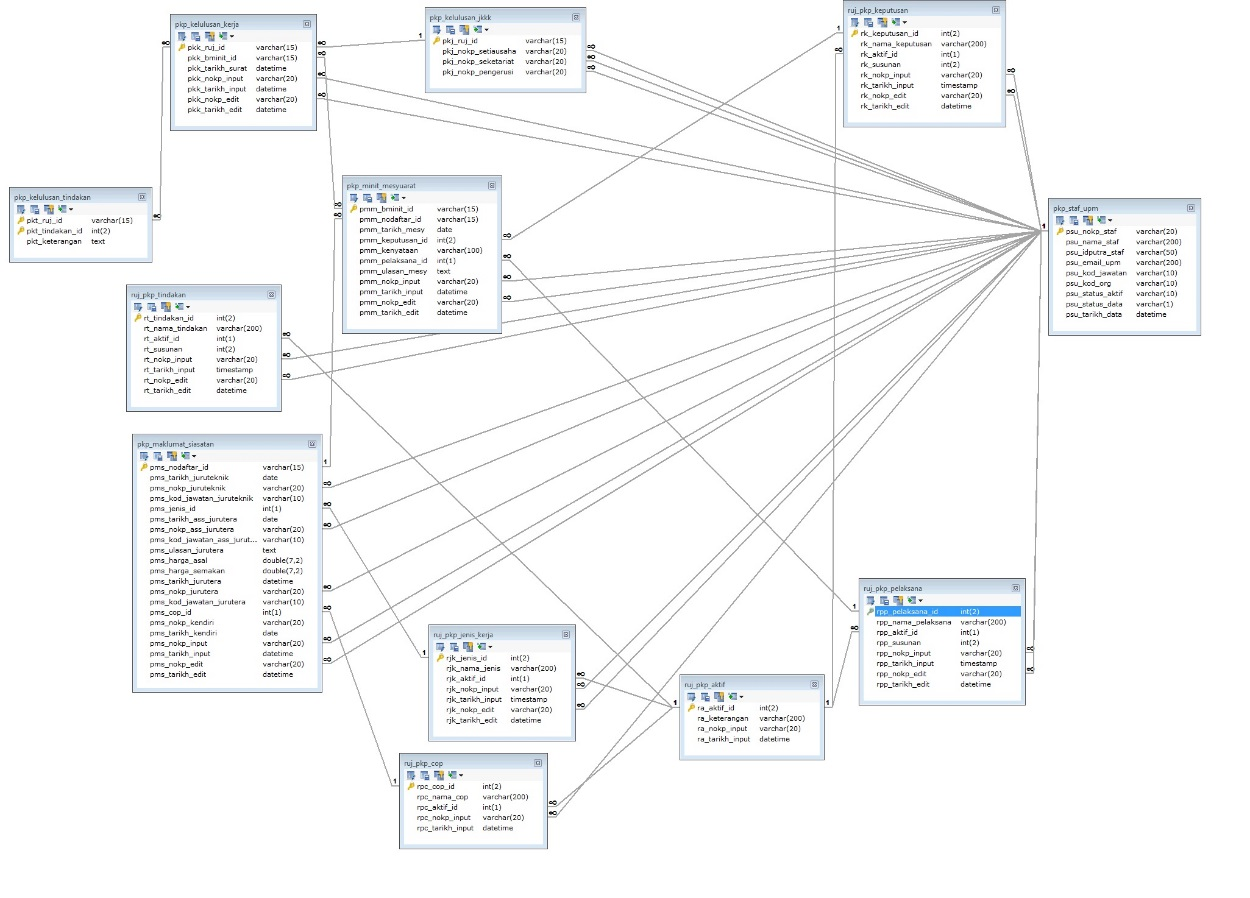 pkp_kelulusan_kerja
pkk_ruj_id varchar(15)
pkk_bminit_id varchar(15)
pkk_tarikh_surat datetime
pkk_nokp_input varchar(20)
pkk_tarikh_input datetime
pkk_nokp_edit varchar(20)
pkk_tarikh_edit datetime
pkp_kelulusan_jkkk
pkj_ruj_id varchar(15)
pkj_nokp_setiausaha varchar(20)
pkj_nokp_seketariat varchar(20)
pkj_nokp_pengerusi varchar(20)
ruj_pkp_keputusan
rk_keputusan_id int(2)
rk_nama_keputusan varchar(200)
rk_aktif_id int(1)
rk_susunan int(2)
rk_nokp_input varchar(20)
rk_tarikh_input timestamp
rk_nokp_edit varchar(20)
rk_tarikh_edit datetime
pkp_kelulusan_tindakan
pkt_ruj_id varchar(15)
pkt_tindakan_id int(2)
pkt_keterangan text
pkp_minit_mesyuarat
pmm_bminit_id varchar(15)
pmm_nodaftar_id varchar(15)
pmm_tarikh_mesy date
pmm_keputusan_id int(2)
pmm_kenyataan varchar(100)
pmm_pelaksana_id int(1)
pmm_ulasan_mesy text
pmm_nokp_input varchar(20)
pmm_tarikh_input datetime
pmm_nokp_edit varchar(20)
pmm_tarikh_edit datetime
pkp_staf_upm
psu_nokp_staf varchar(20)
psu_nama_staf varchar(200)
psu_idputra_staf varchar(50)
psu_email_upm varchar(200)
psu_kod_jawatan varchar(10)
psu_kod_org varchar(10)
psu_status_aktif varchar(10)
psu_status_data varchar(1)
psu_tarikh_data datetime
ruj_pkp_tindakan
rt_tindakan_id int(2)
rt_nama_tindakan varchar(200)
rt_aktif_id int(1)
rt_susunan int(2)
rt_nokp_input varchar(20)
rt_tarikh_input timestamp
rt_nokp_edit varchar(20)
rt_tarikh_edit datetime
pkp_maklumat_siasatan
pms_nodaftar_id varchar(15)
pms_tarikh_juruteknik date
pms_nokp_juruteknik varchar(20)
pms_kod_jawatan_juruteknik varchar(10)
pms_jenis_id int(1)
pms_tarikh_ass_jurutera date
pms_nokp_ass_jurutera varchar(20)
pms_kod_jawatan_ass_jurut... varchar(10)
pms_ulasan_jurutera text
pms_harga_asal double(7,2)
pms_harga_semakan double(7,2)
pms_tarikh_jurutera datetime
pms_nokp_jurutera varchar(20)
pms_kod_jawatan_jurutera varchar(10)
pms_cop_id int(1)
pms_nokp_kendiri varchar(20)
pms_tarikh_kendiri date
pms_nokp_input varchar(20)
pms_tarikh_input datetime
pms_nokp_edit varchar(20)
pms_tarikh_edit datetime
ruj_pkp_jenis_kerja
rjk_jenis_id int(2)
rjk_nama_jenis varchar(200)
rjk_aktif_id int(1)
rjk_nokp_input varchar(20)
rjk_tarikh_input timestamp
rjk_nokp_edit varchar(20)
rjk_tarikh_edit datetime
ruj_pkp_aktif
ra_aktif_id int(2)
ra_keterangan varchar(200)
ra_nokp_input varchar(20)
ra_tarikh_input datetime
ruj_pkp_pelaksana
rpp_pelaksana_id int(2)
rpp_nama_pelaksana varchar(200)
rpp_aktif_id int(1)
rpp_susunan int(2)
rpp_nokp_input varchar(20)
rpp_tarikh_input timestamp
rpp_nokp_edit varchar(20)
rpp_tarikh_edit datetime
ruj_pkp_cop
rpc_cop_id int(2)
rpc_nama_cop varchar(200)
rpc_aktif_id int(1)
rpc_nokp_input varchar(20)
rpc_tarikh_input datetime